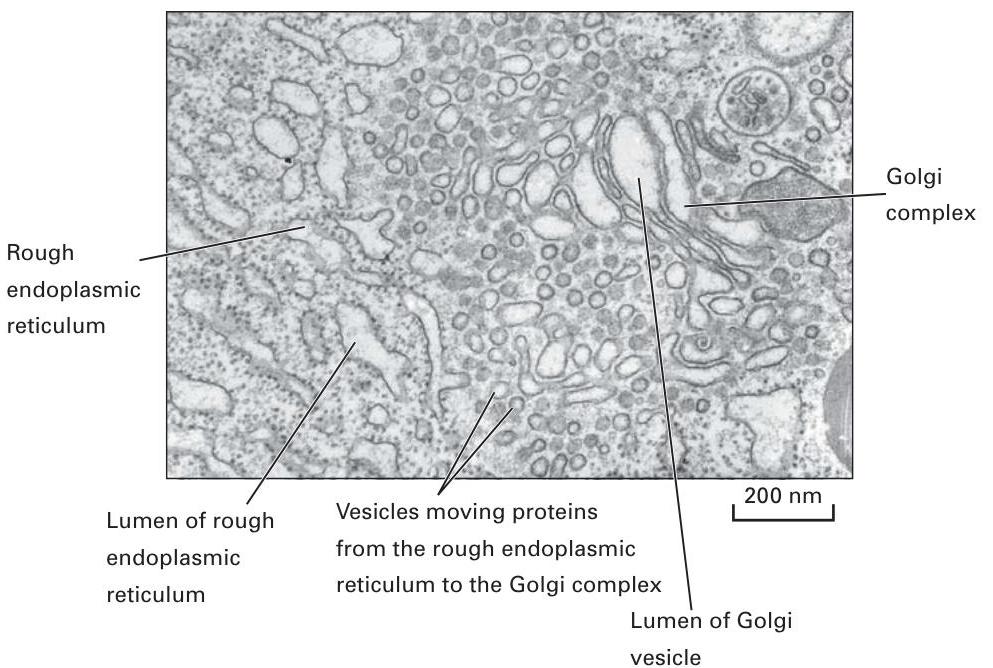 Golgi
complex
Rough
endoplasmic
reticulum
200 nm
Lumen of rough
endoplasmic
reticulum
Vesicles moving proteins
from the rough endoplasmic
reticulum to the Golgi complex
Lumen of Golgi
vesicle